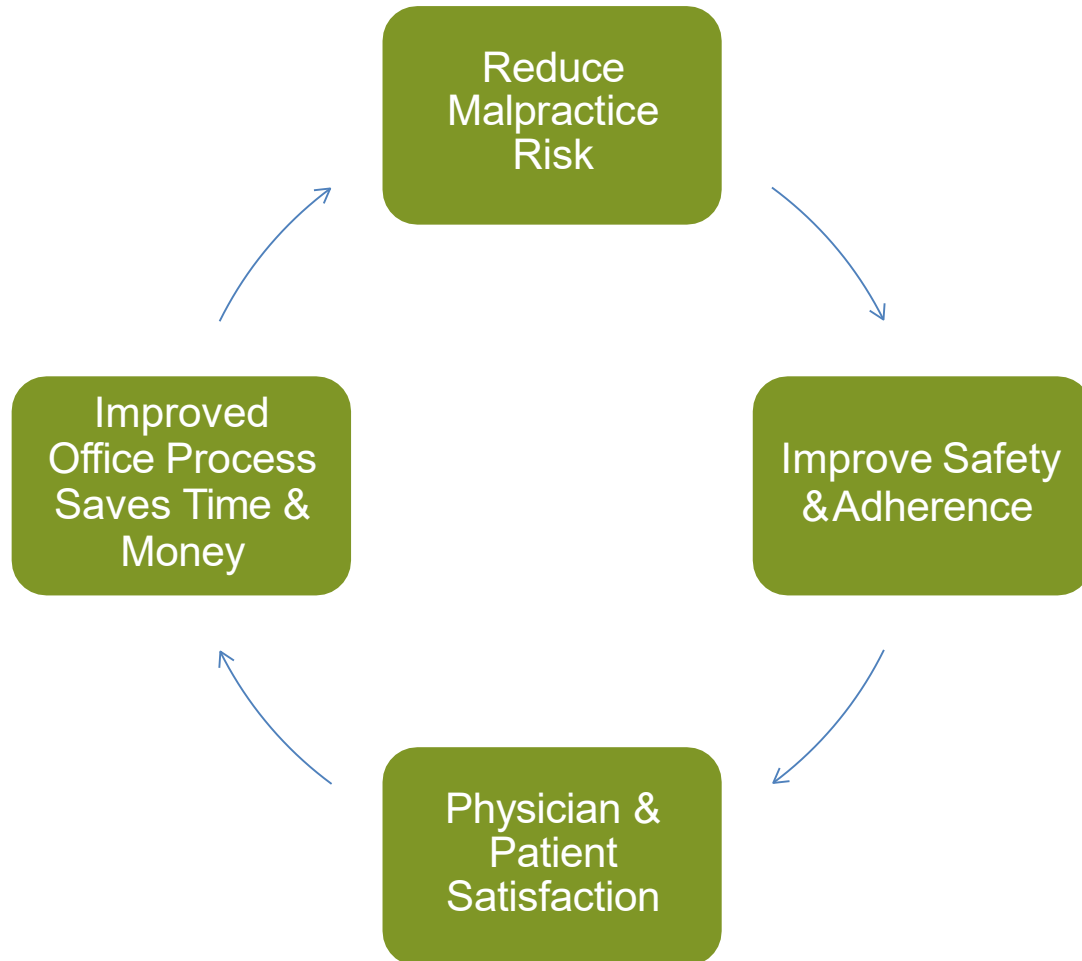 Reduce
Malpractice
Risk
Improved
Office Process
Saves Time &
Money
Improve Safety
& Adherence
Physician &
Patient
Satisfaction